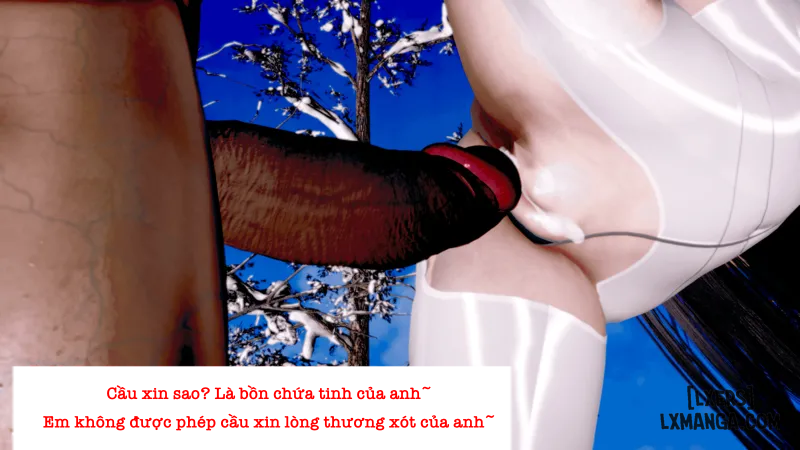 Cầu xin sao? Là bồn chứa tinh của anh~
Em không được phép cầu xin lòng thương xót của anh~
LXMANGA.COM